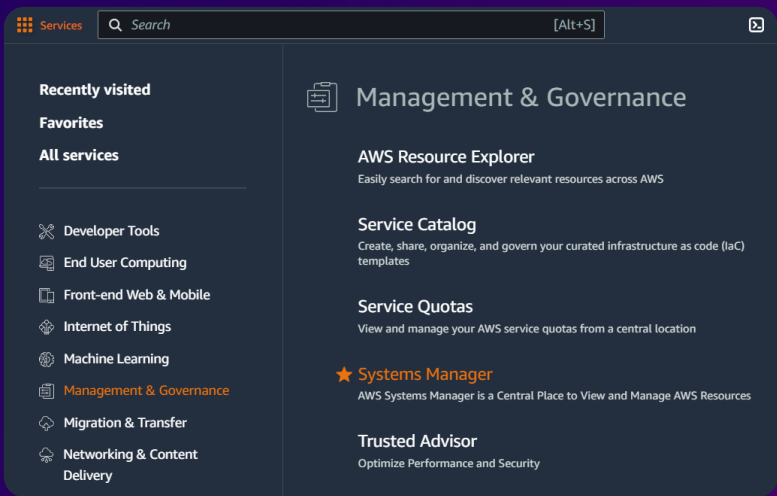 Services
Search
[Alt+S]
Recently visited
Favorites
All services
Developer Tools
End User Computing
Front-end Web & Mobile
Internet of Things
Machine Learning
Management & Governance
Migration & Transfer
Networking & Content
Delivery
Management & Governance
AWS Resource Explorer
Easily search for and discover relevant resources across AWS
Service Catalog
Create, share, organize, and govern your curated infrastructure as code (IaC)
templates
Service Quotas
View and manage your AWS service quotas from a central location
Systems Manager
AWS Systems Manager is a Central Place to View and Manage AWS Resources
Trusted Advisor
Optimize Performance and Security